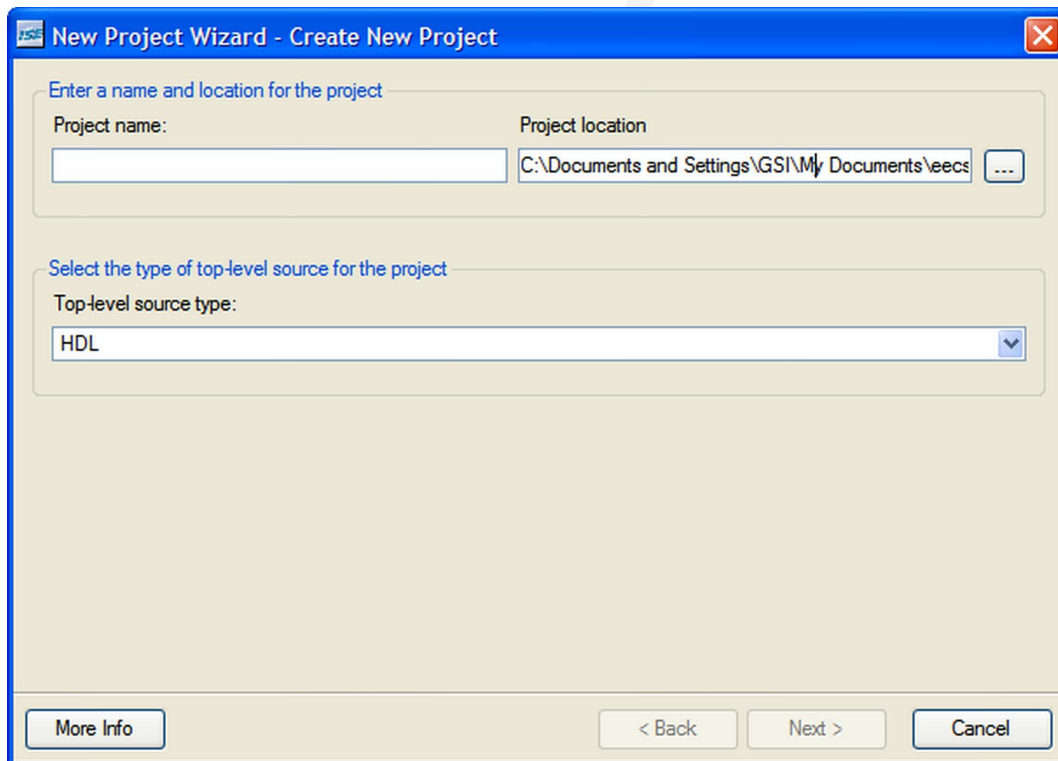 ISE New Project Wizard - Create New Project
Enter a name and location for the project
Project name: Project location
C:\Documents and Settings\GSI\My Documents\eecs ...
Select the type of top-level source for the project
Top-level source type:
HDL
More Info < Back Next > Cancel